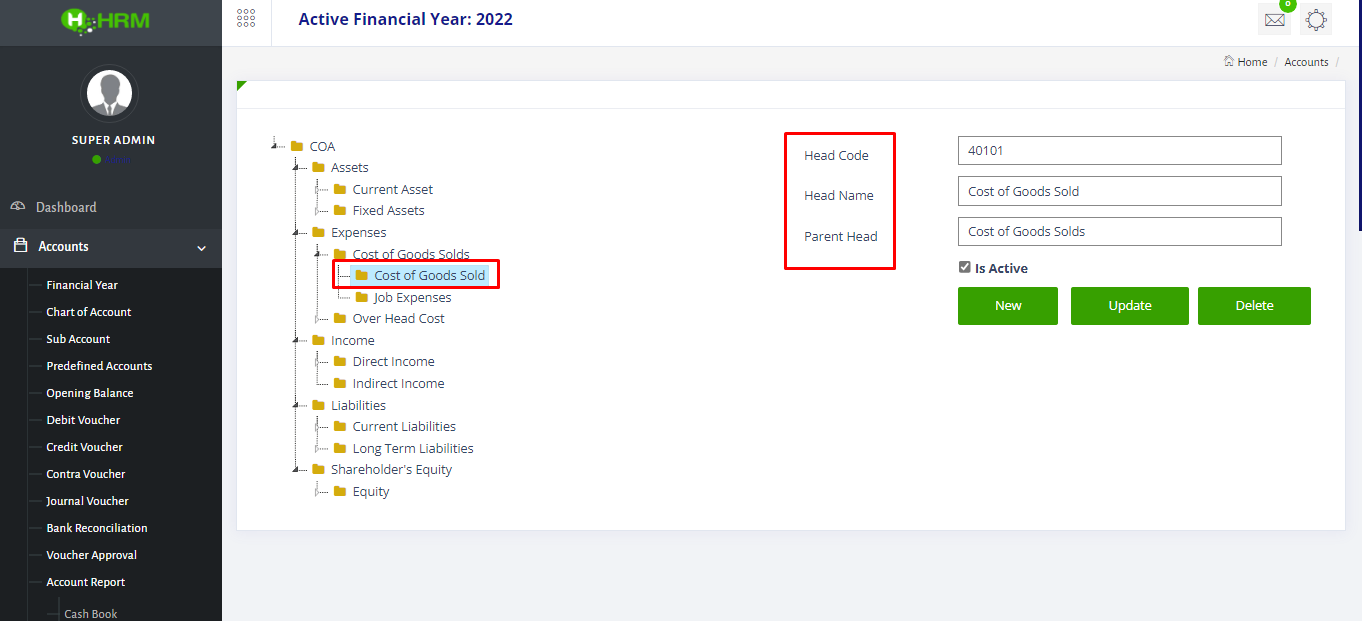 HRM
Active Financial Year: 2022
0
Home / Accounts /
SUPER ADMIN
Dashboard
Accounts
Financial Year
Chart of Account
Sub Account
Predefined Accounts
Opening Balance
Debit Voucher
Credit Voucher
Contra Voucher
Journal Voucher
Bank Reconciliation
Voucher Approval
Account Report
Cash Book
COA
Assets
Current Asset
Fixed Assets
Expenses
Cost of Goods Solds
Cost of Goods Sold
Job Expenses
Over Head Cost
Income
Direct Income
Indirect Income
Liabilities
Current Liabilities
Long Term Liabilities
Shareholder's Equity
Equity
Head Code 40101
Head Name Cost of Goods Sold
Parent Head Cost of Goods Solds
Is Active
New Update Delete